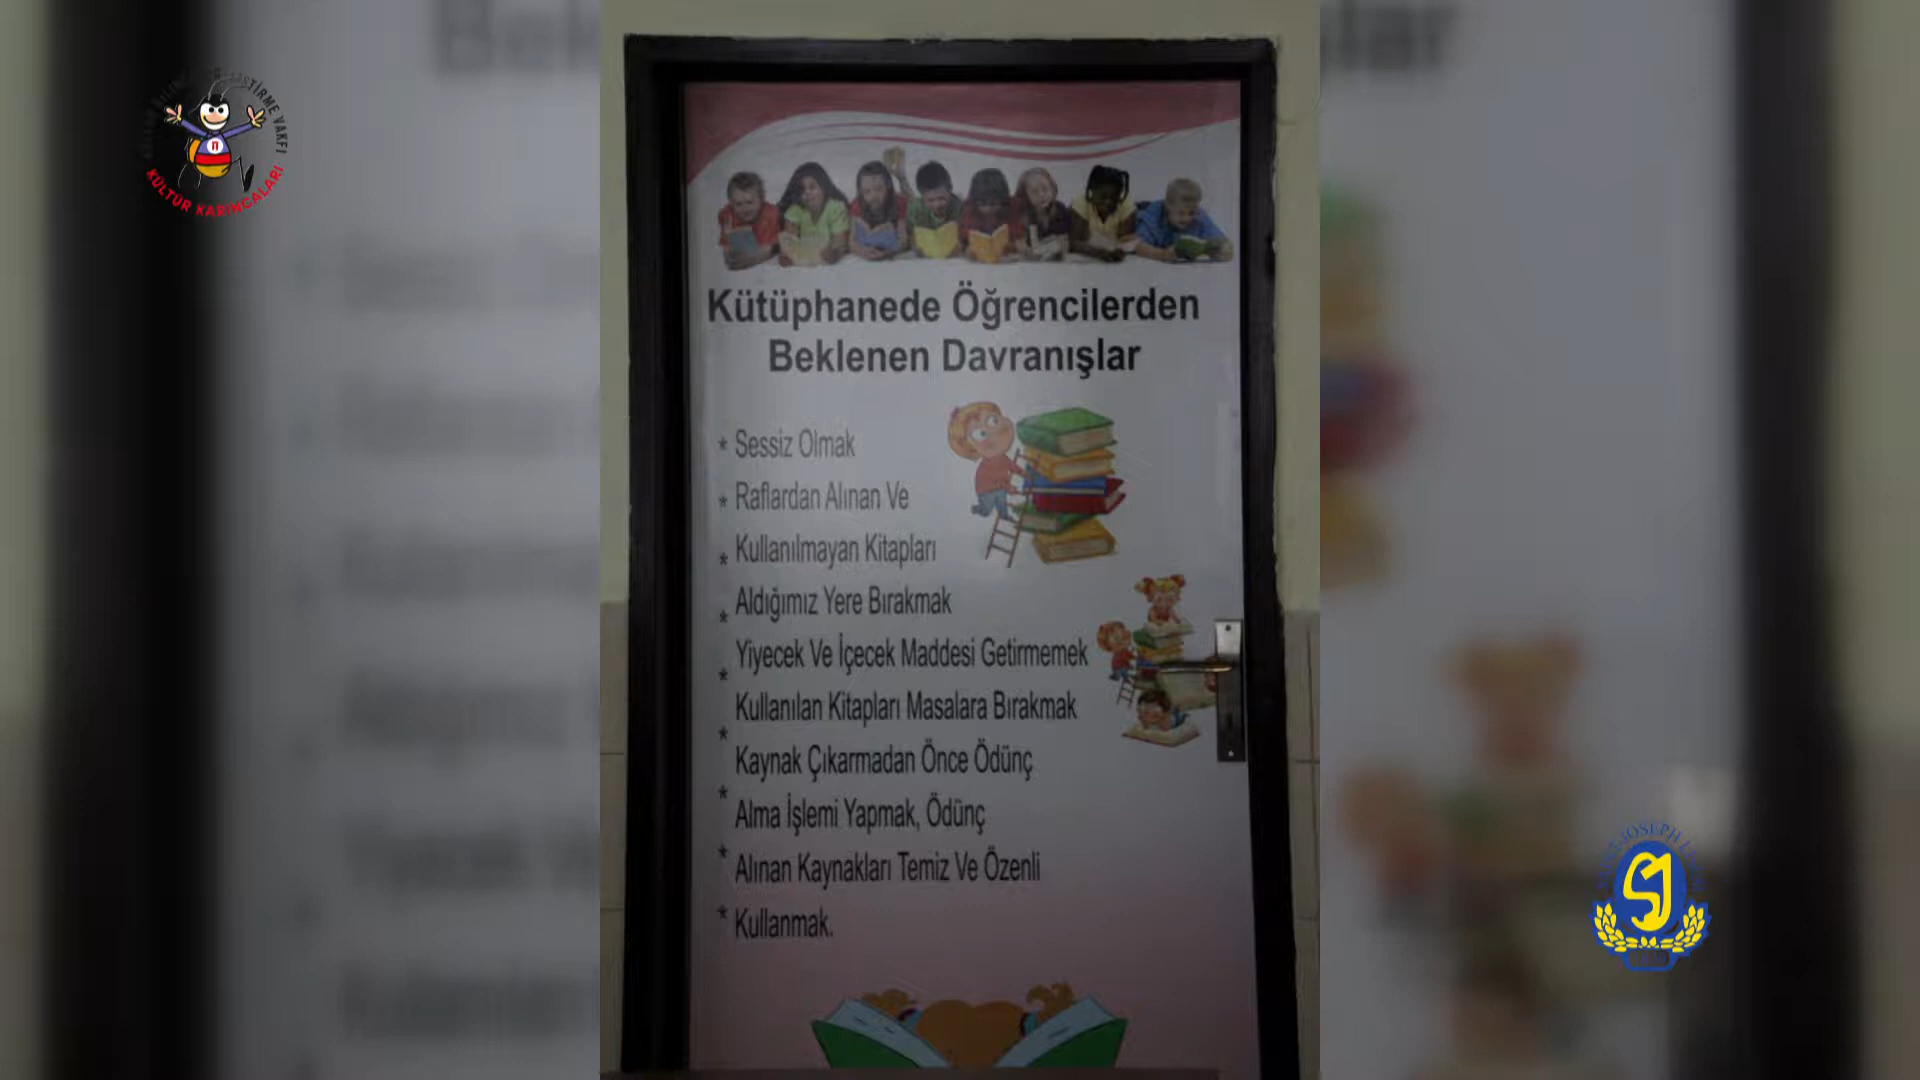 KÜLTÜR KARINCALARI
Kütüphanede Öğrencilerden
Beklenen Davranışlar
* Sessiz Olmak
* Raflardan Alınan Ve
* Kullanılmayan Kitapları
* Aldığımız Yere Bırakmak
* Yiyecek Ve İçecek Maddesi Getirmemek
* Kullanılan Kitapları Masalara Bırakmak
* Kaynak Çıkarmadan Önce Ödünç
* Alma İşlemi Yapmak, Ödünç
* Alınan Kaynakları Temiz Ve Özenli
Kullanmak.
SJ